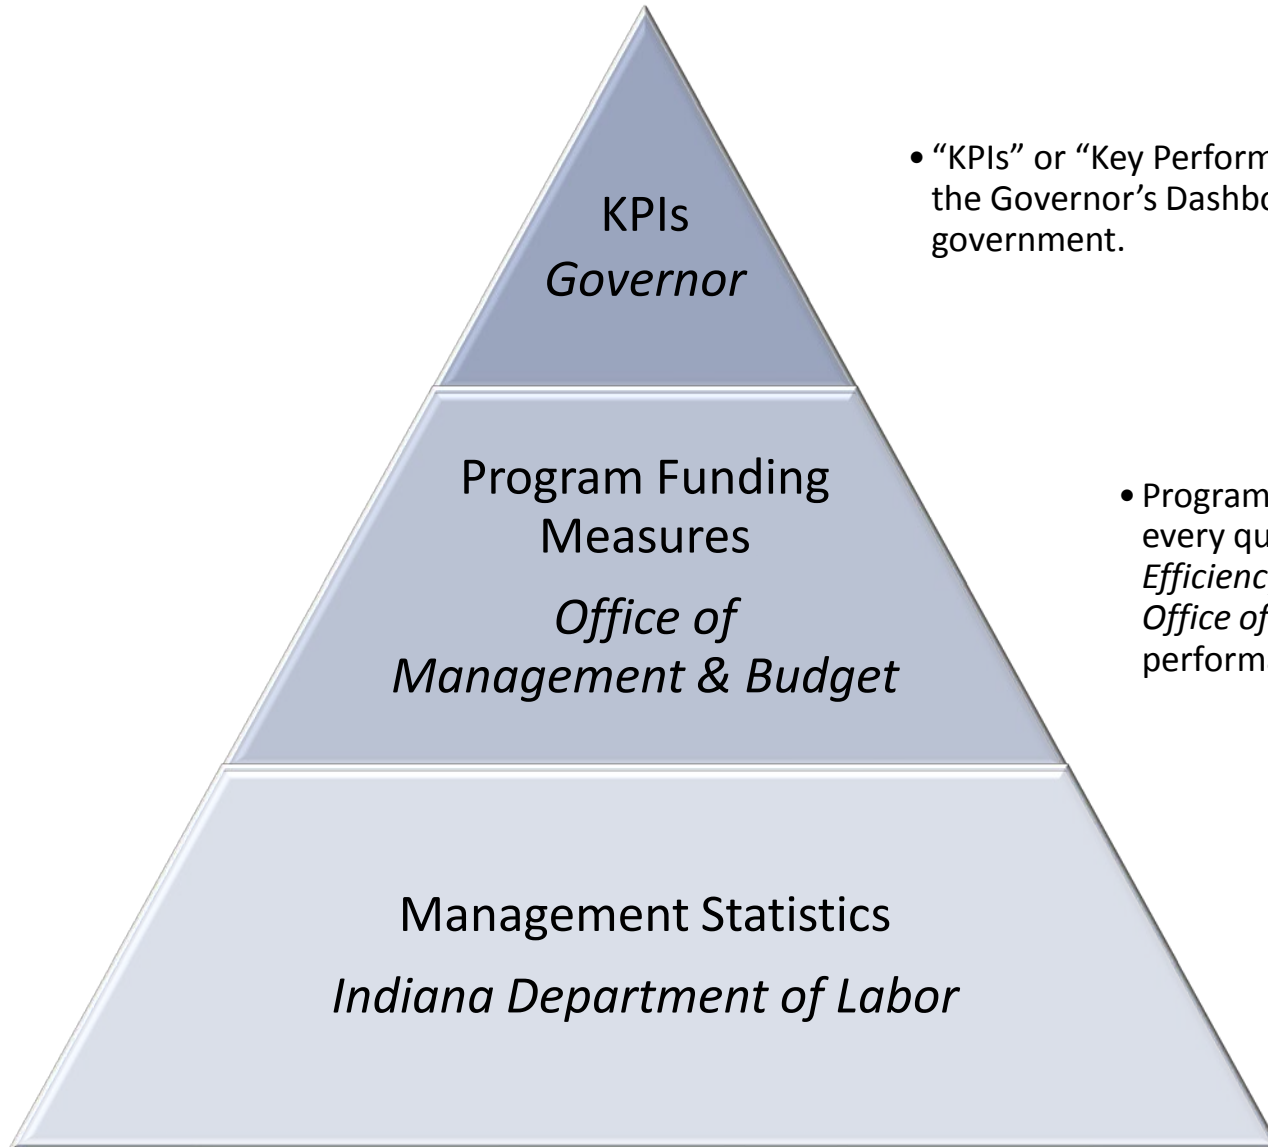 KPIs
Governor
• “KPIs” or “Key Perform
the Governor’s Dashbo
government.
Program Funding
Measures
Office of
Management & Budget
• Program
every qu
Efficienc
Office of
perform
Management Statistics
Indiana Department of Labor